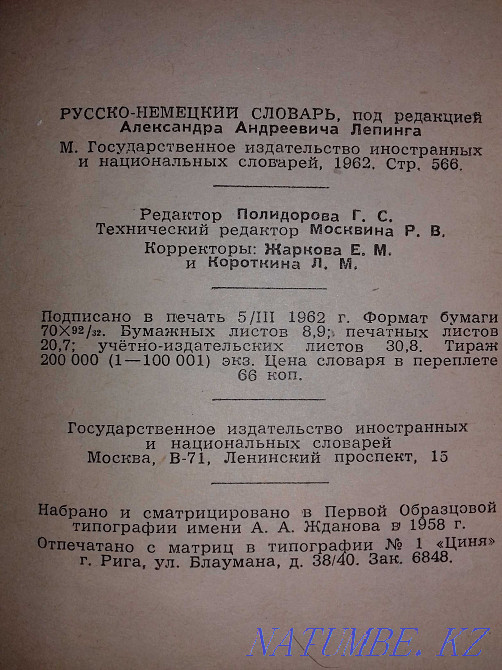 РУССКО-НЕМЕЦКИЙ СЛОВАРЬ, под редакцией
Александра Андреевича Лепинга
М. Государственное издательство иностранных
и национальных словарей, 1962. Стр. 566.
Редактор Полидорова Г. С.
Технический редактор Москвина Р. В.
Корректоры: Жаркова Е. М.
и Короткина Л. М.
Подписано в печать 5/III 1962 г. Формат бумаги
70×92/32. Бумажных листов 8,9; печатных листов
20,7; учётно-издательских листов 30,8. Тираж
200 000 (1—100 001) экз. Цена словаря в переплете
66 коп.
Государственное издательство иностранных
и национальных словарей
Москва, В-71, Ленинский проспект, 15
Набрано и сматрицировано в Первой Образцовой
типографии имени А. А. Жданова в 1958 г.
Отпечатано с матриц в типографии № 1 «Циня»
г. Рига, ул. Блаумана, д. 38/40. Зак. 6848.
NATUMBE.KZ